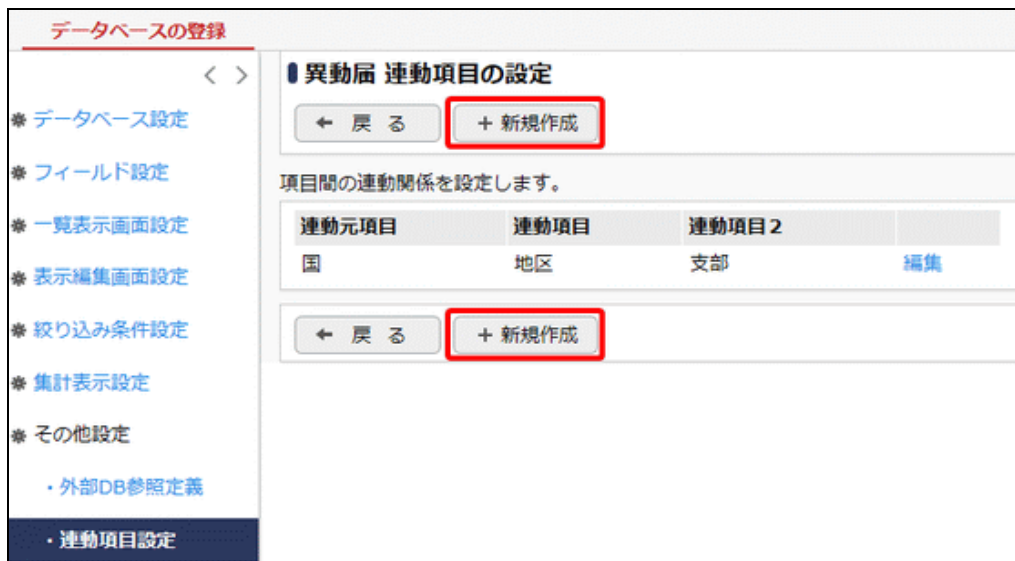 データベースの登録
< >
データベース設定
フィールド設定
一覧表示画面設定
表示編集画面設定
絞り込み条件設定
集計表示設定
その他設定
・外部DB参照定義
・連動項目設定
異動届 連動項目の設定
← 戻 る
+ 新規作成
項目間の連動関係を設定します。
連動元項目 連動項目 連動項目2
国 地区 支部 編集
← 戻 る
+ 新規作成